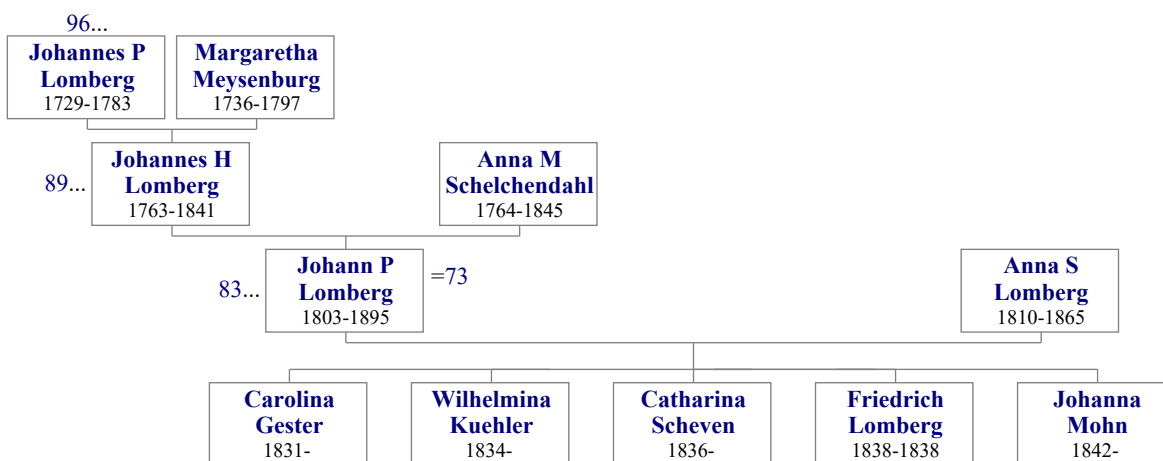 96...
Johannes P
Lomberg
1729-1783
Margaretha
Meysenburg
1736-1797
89...
Johannes H
Lomberg
1763-1841
Anna M
Schelchendahl
1764-1845
83...
Johann P
Lomberg
1803-1895
=73
Anna S
Lomberg
1810-1865
Carolina
Gester
1831-
Wilhelmina
Kuehler
1834-
Catharina
Scheven
1836-
Friedrich
Lomberg
1838-1838
Johanna
Mohn
1842-